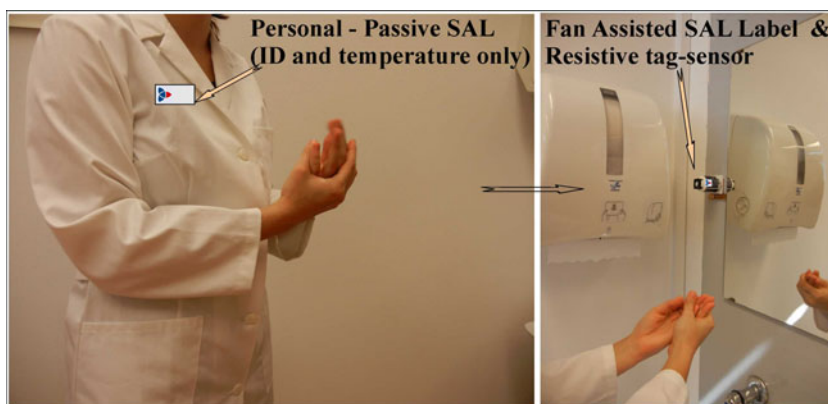 Personal - Passive SAL
(ID and temperature only)
Fan Assisted SAL Label &
Resistive tag-sensor